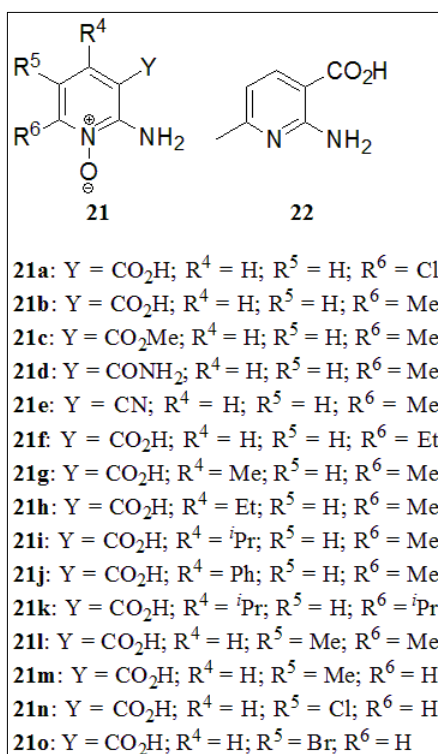 R⁴
R⁵ Y CO₂H
R⁶ N⊕ NH₂ N NH₂
O
⊖
21 22
21a: Y = CO₂H; R⁴ = H; R⁵ = H; R⁶ = Cl
21b: Y = CO₂H; R⁴ = H; R⁵ = H; R⁶ = Me
21c: Y = CO₂Me; R⁴ = H; R⁵ = H; R⁶ = Me
21d: Y = CONH₂; R⁴ = H; R⁵ = H; R⁶ = Me
21e: Y = CN; R⁴ = H; R⁵ = H; R⁶ = Me
21f: Y = CO₂H; R⁴ = H; R⁵ = H; R⁶ = Et
21g: Y = CO₂H; R⁴ = Me; R⁵ = H; R⁶ = Me
21h: Y = CO₂H; R⁴ = Et; R⁵ = H; R⁶ = Me
21i: Y = CO₂H; R⁴ = ⁱPr; R⁵ = H; R⁶ = Me
21j: Y = CO₂H; R⁴ = Ph; R⁵ = H; R⁶ = Me
21k: Y = CO₂H; R⁴ = ⁱPr; R⁵ = H; R⁶ = ⁱPr
21l: Y = CO₂H; R⁴ = H; R⁵ = Me; R⁶ = Me
21m: Y = CO₂H; R⁴ = H; R⁵ = Me; R⁶ = H
21n: Y = CO₂H; R⁴ = H; R⁵ = Cl; R⁶ = H
21o: Y = CO₂H; R⁴ = H; R⁵ = Br; R⁶ = H